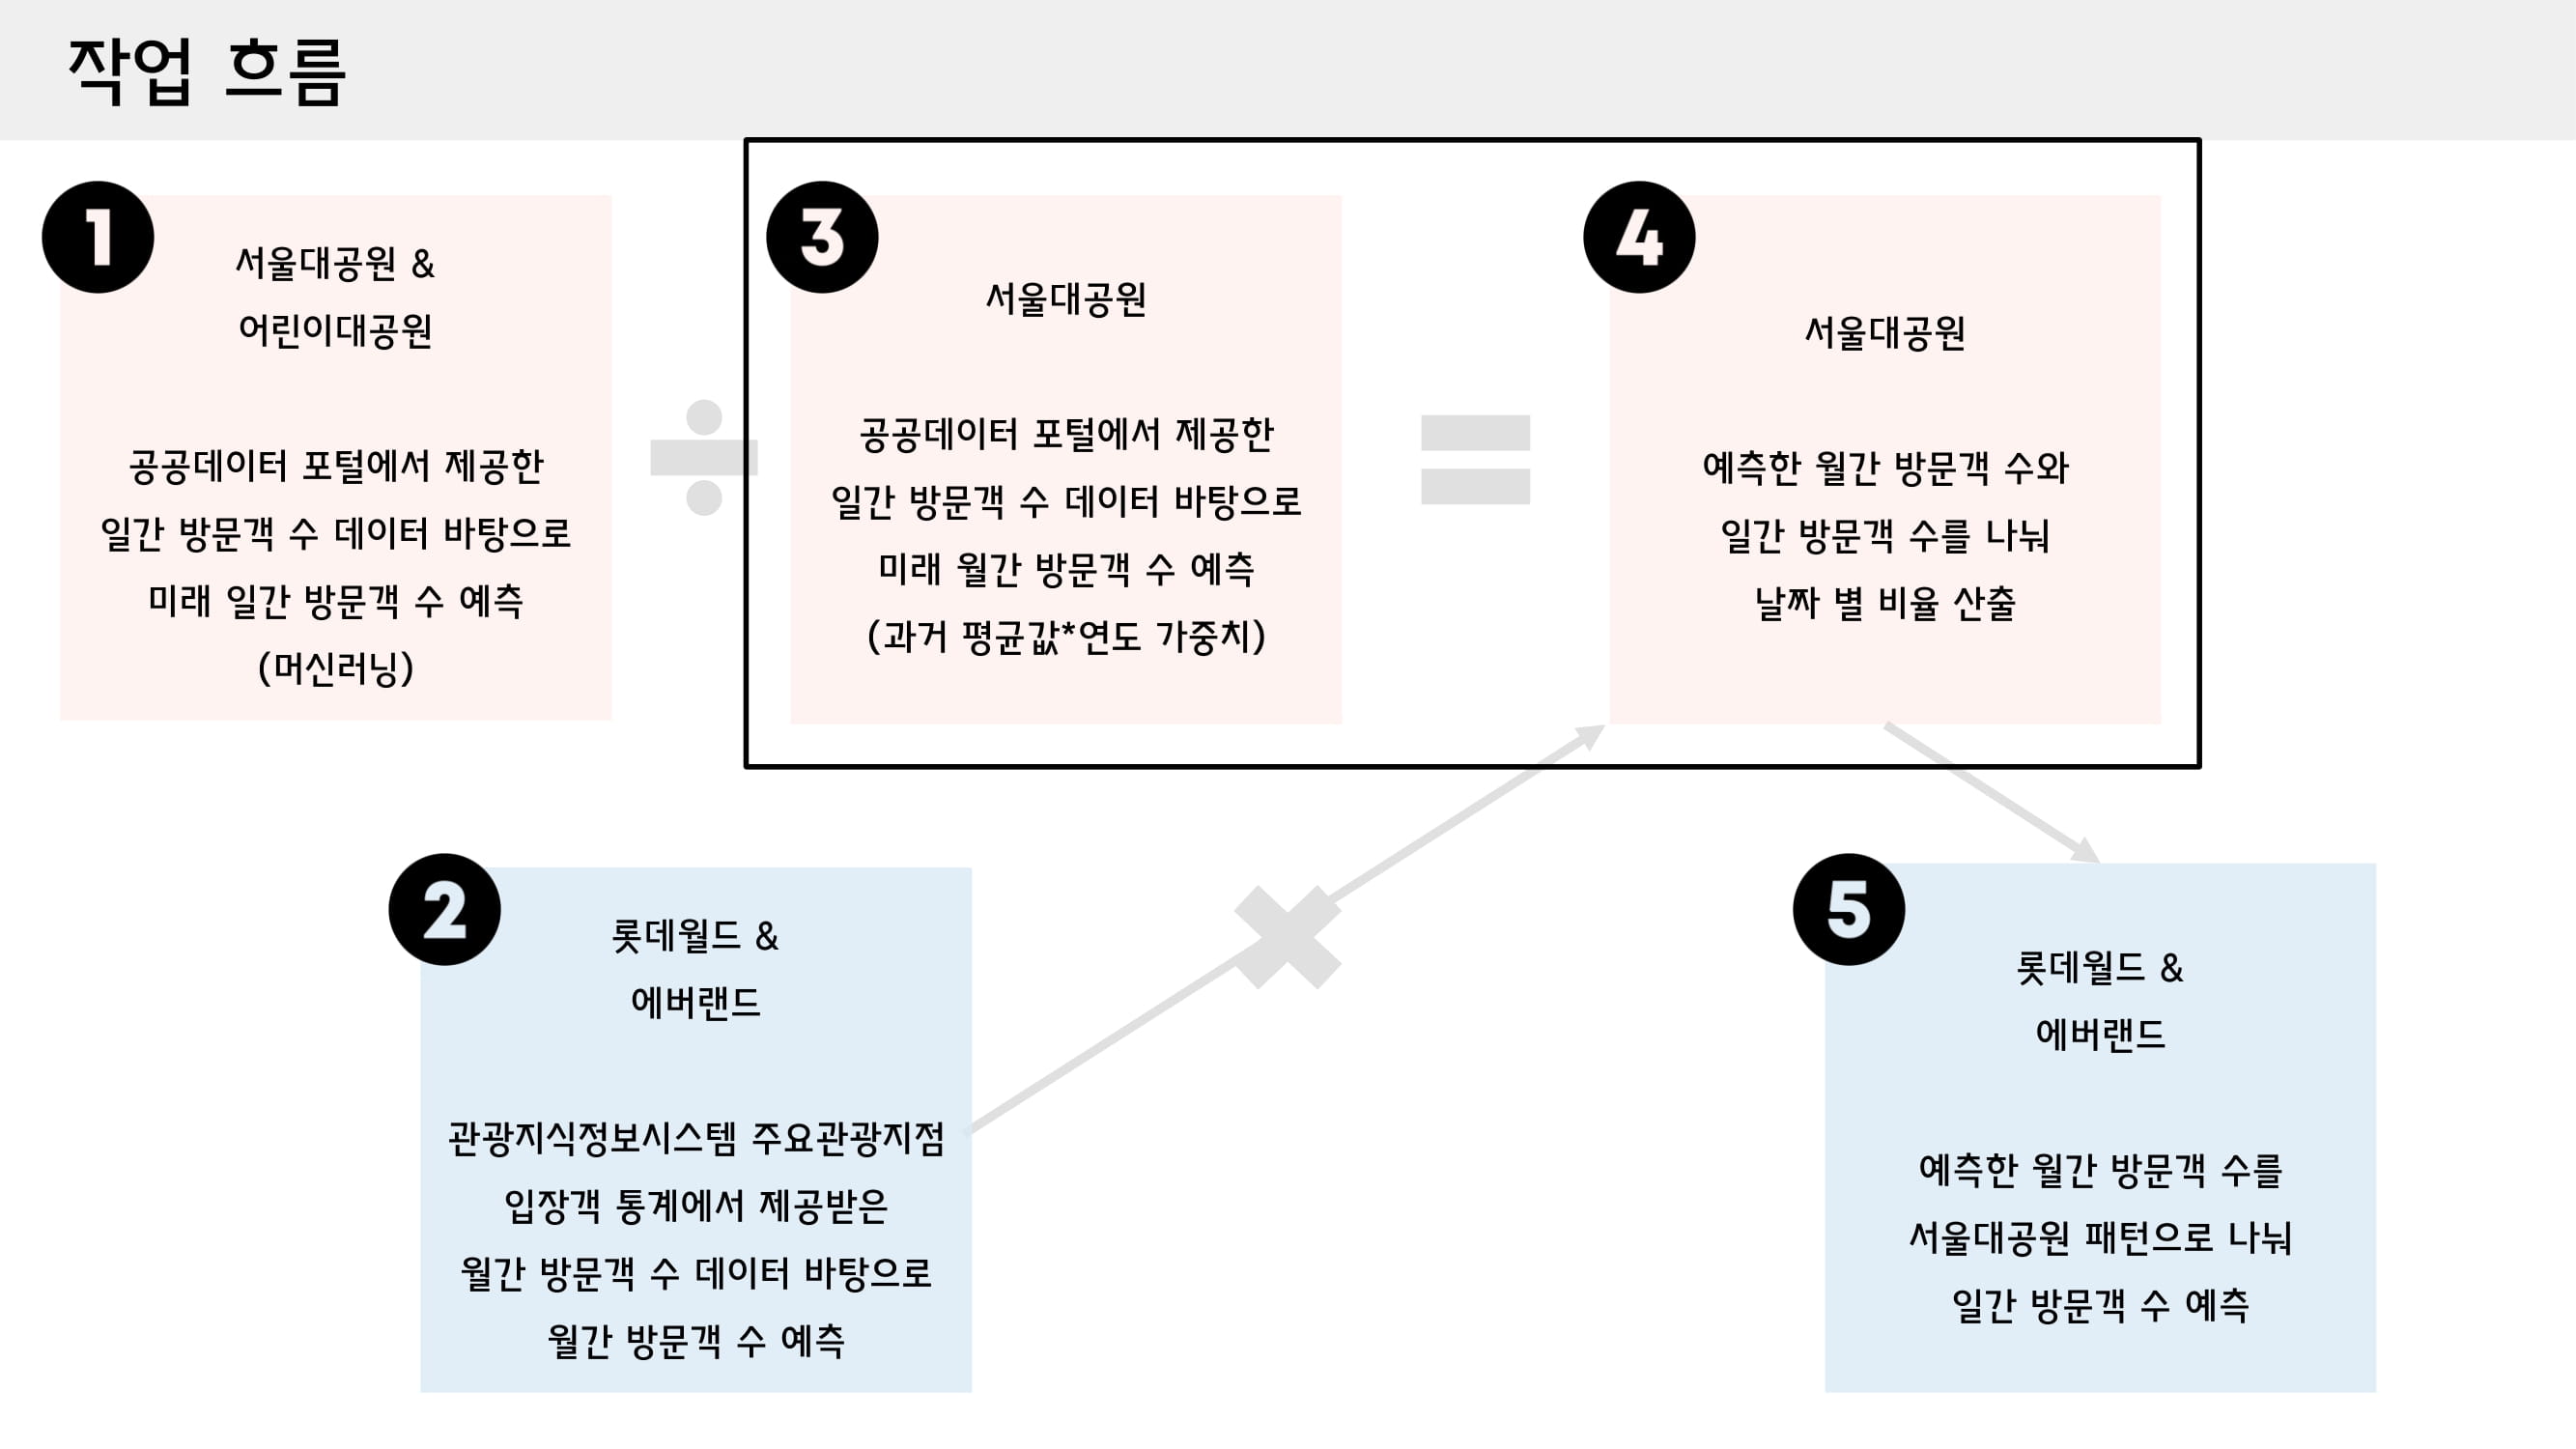 작업 흐름
1
서울대공원 &
어린이대공원
공공데이터 포털에서 제공한
일간 방문객 수 데이터 바탕으로
미래 일간 방문객 수 예측
(머신러닝)
÷
3
서울대공원
공공데이터 포털에서 제공한
일간 방문객 수 데이터 바탕으로
미래 월간 방문객 수 예측
(과거 평균값*연도 가중치)
=
4
서울대공원
예측한 월간 방문객 수와
일간 방문객 수를 나눠
날짜 별 비율 산출
2
롯데월드 &
에버랜드
관광지식정보시스템 주요관광지점
입장객 통계에서 제공받은
월간 방문객 수 데이터 바탕으로
월간 방문객 수 예측
×
5
롯데월드 &
에버랜드
예측한 월간 방문객 수를
서울대공원 패턴으로 나눠
일간 방문객 수 예측